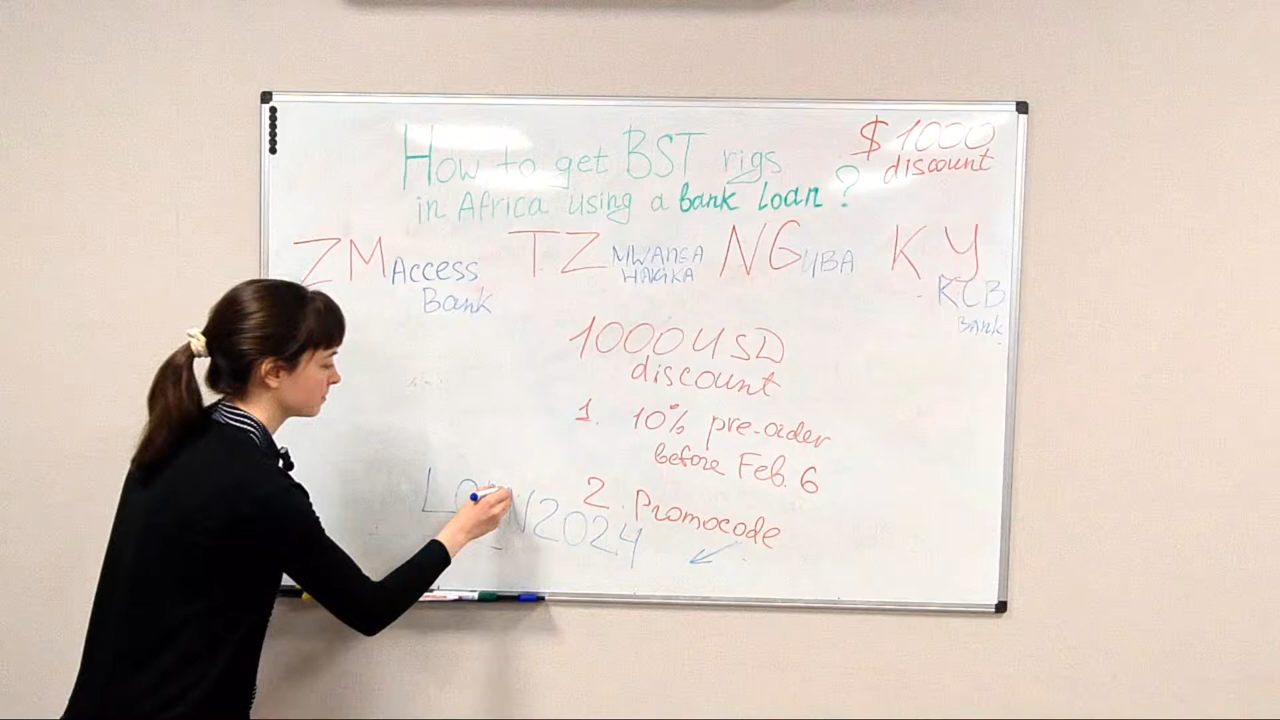 How to get BST rigs
in Africa using a bank loan ?
$ 1000
discount
ZM Access
Bank
TZ MWANGA
HAKIKA
NG UBA
KY
KCB
BANK
1000 USD
discount
1. 10% pre-order
before Feb. 6
2. Promocode
LOAN2024